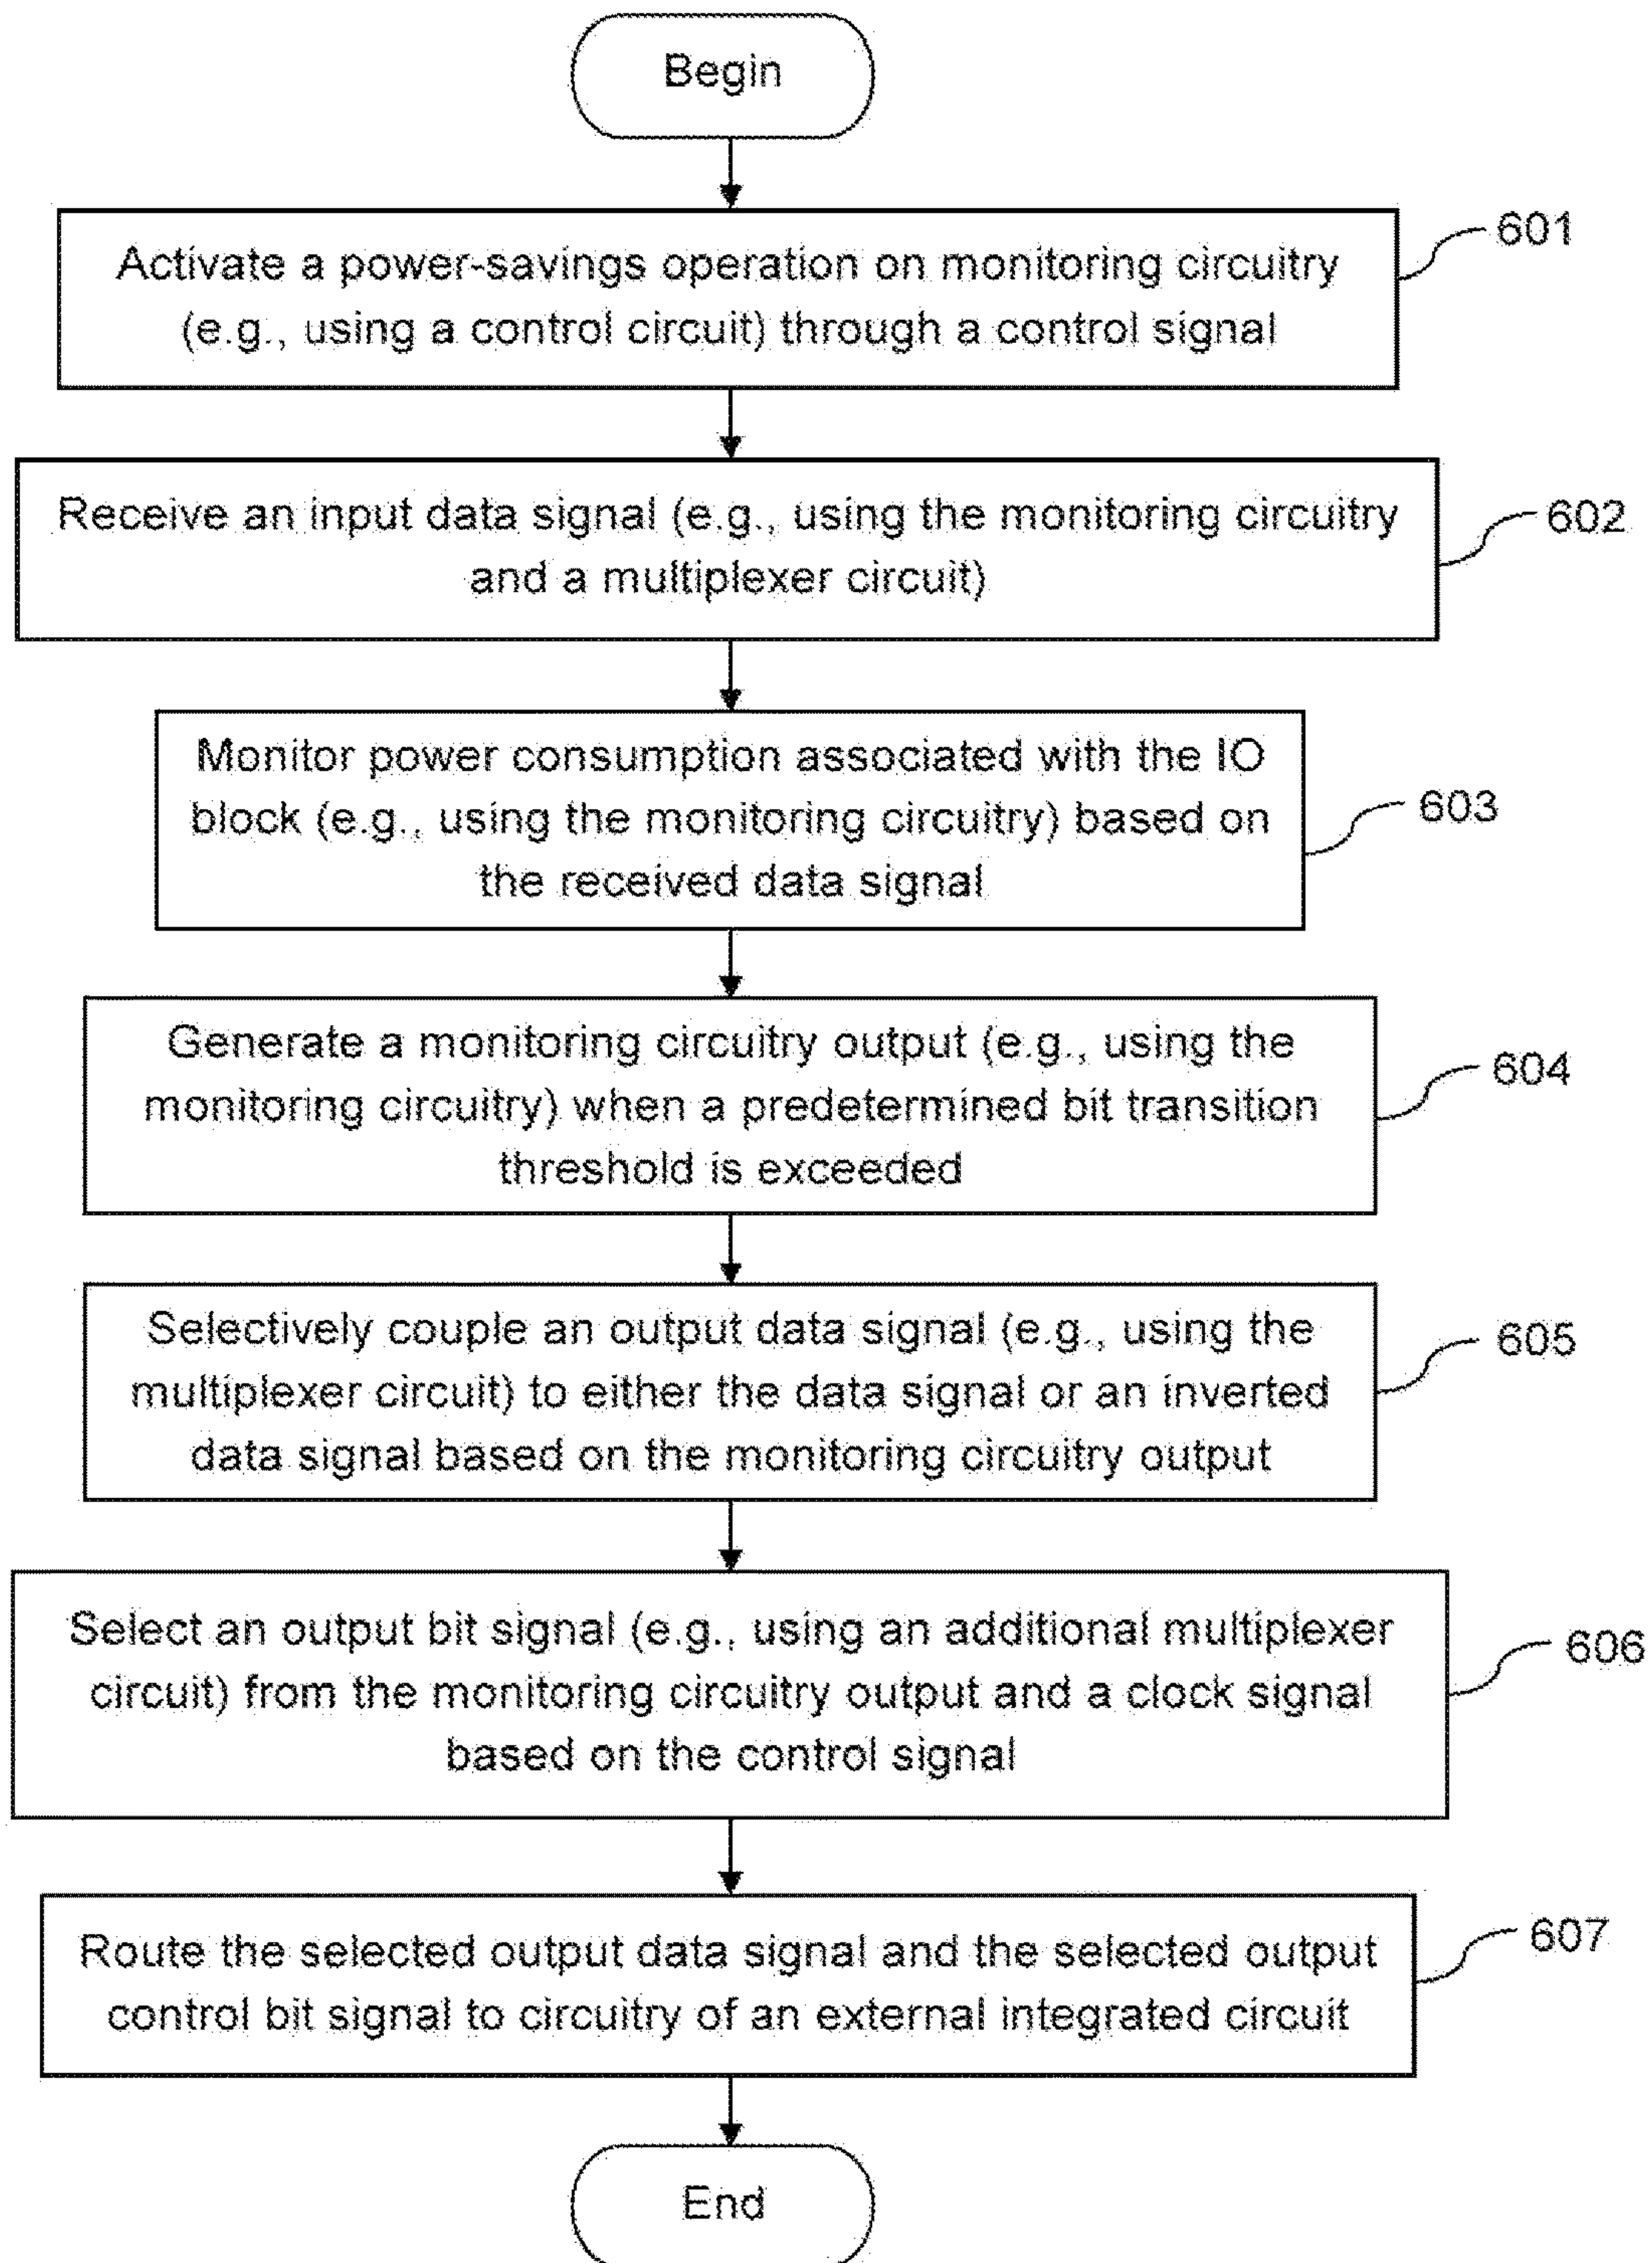 Begin
Activate a power-savings operation on monitoring circuitry
(e.g., using a control circuit) through a control signal
601
Receive an input data signal (e.g., using the monitoring circuitry
and a multiplexer circuit)
602
Monitor power consumption associated with the IO
block (e.g., using the monitoring circuitry) based on
the received data signal
603
Generate a monitoring circuitry output (e.g., using the
monitoring circuitry) when a predetermined bit transition
threshold is exceeded
604
Selectively couple an output data signal (e.g., using the
multiplexer circuit) to either the data signal or an inverted
data signal based on the monitoring circuitry output
605
Select an output bit signal (e.g., using an additional multiplexer
circuit) from the monitoring circuitry output and a clock signal
based on the control signal
606
Route the selected output data signal and the selected output
control bit signal to circuitry of an external integrated circuit
607
End